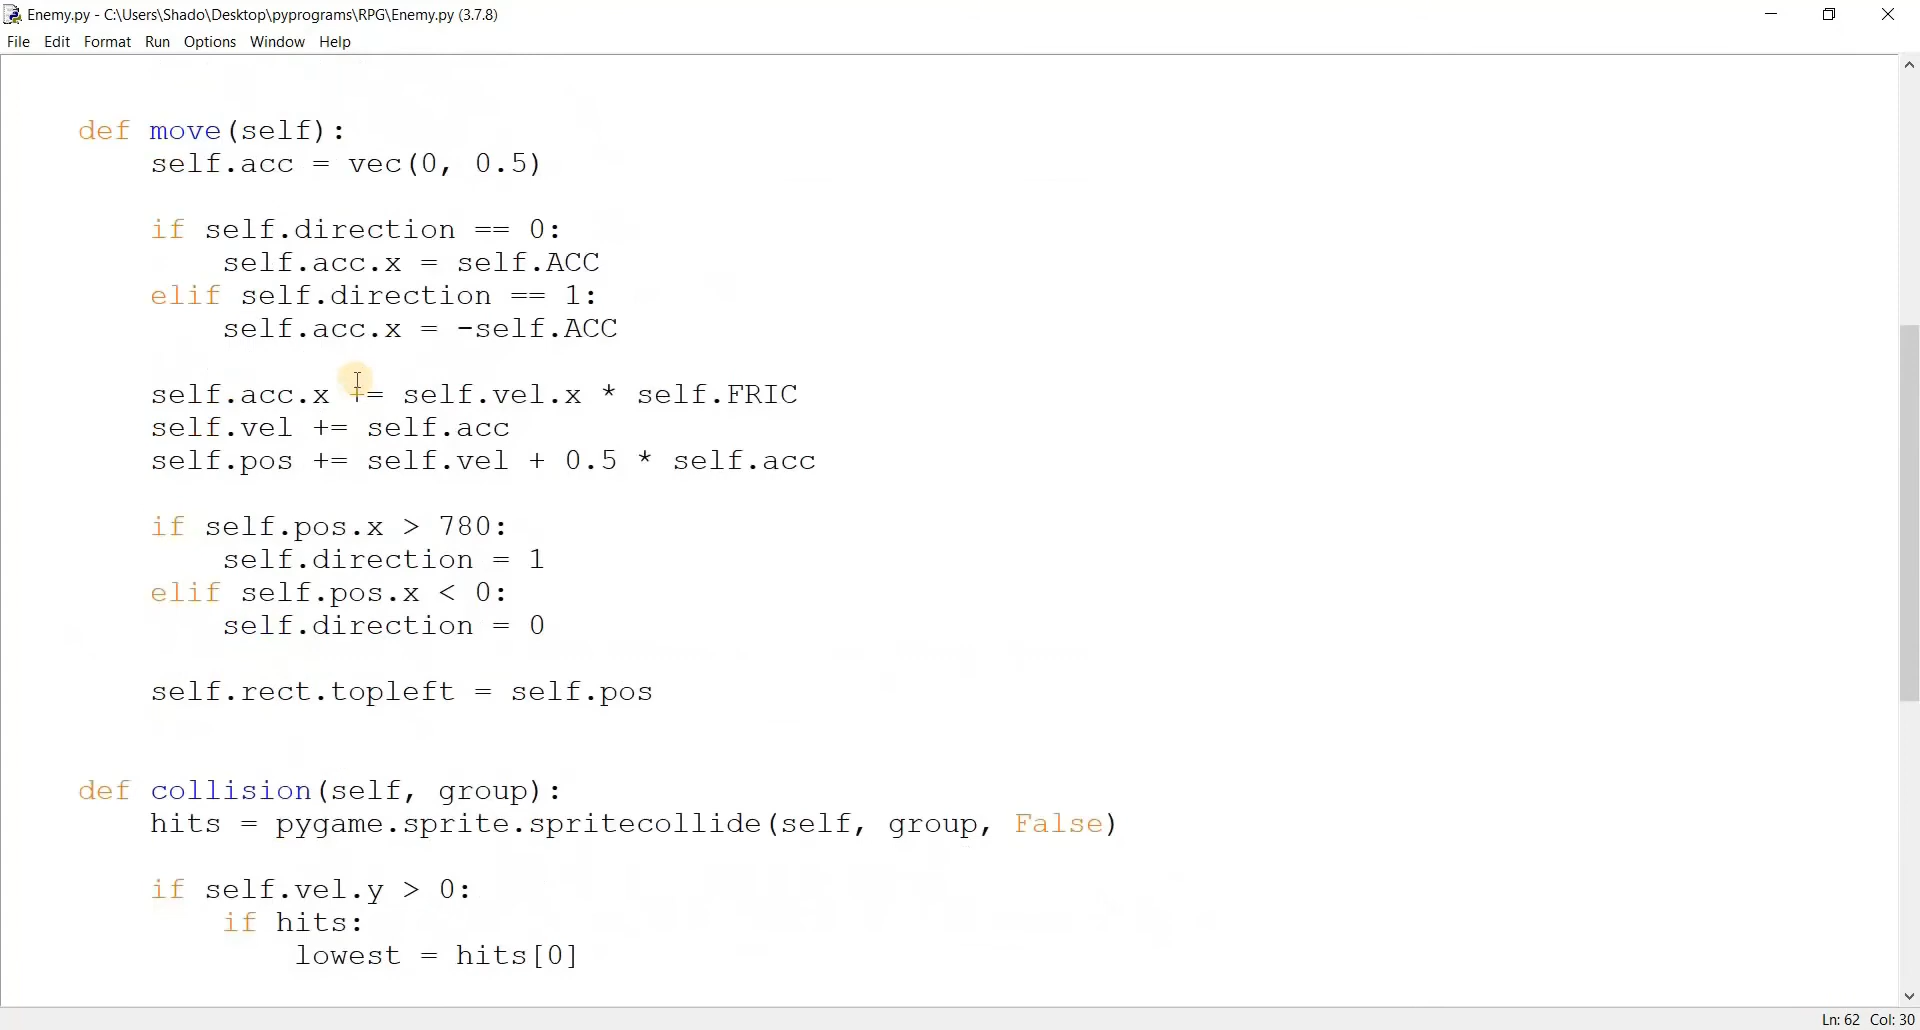 Enemy.py - C:\Users\Shado\Desktop\pyprograms\RPG\Enemy.py (3.7.8)
File Edit Format Run Options Window Help
def move(self):
self.acc = vec(0, 0.5)
if self.direction == 0:
self.acc.x = self.ACC
elif self.direction == 1:
self.acc.x = -self.ACC
self.acc.x += self.vel.x * self.FRIC
self.vel += self.acc
self.pos += self.vel + 0.5 * self.acc
if self.pos.x > 780:
self.direction = 1
elif self.pos.x < 0:
self.direction = 0
self.rect.topleft = self.pos
def collision(self, group):
hits = pygame.sprite.spritecollide(self, group, False)
if self.vel.y > 0:
if hits:
lowest = hits[0]
Ln: 62 Col: 30